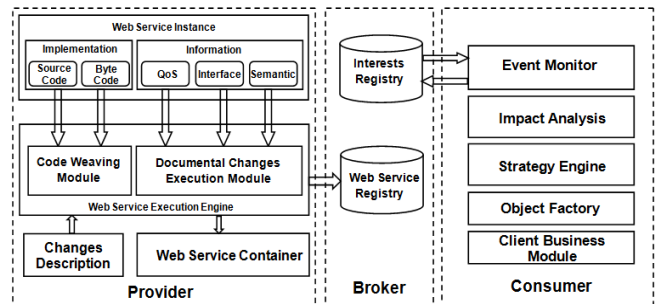 Web Service Instance
Implementation
Information
Source
Code
Byte
Code
QoS
Interface
Semantic
Code Weaving
Module
Documental Changes
Execution Module
Web Service Execution Engine
Changes
Description
Web Service Container
Provider
Interests
Registry
Web Service
Registry
Broker
Event Monitor
Impact Analysis
Strategy Engine
Object Factory
Client Business
Module
Consumer